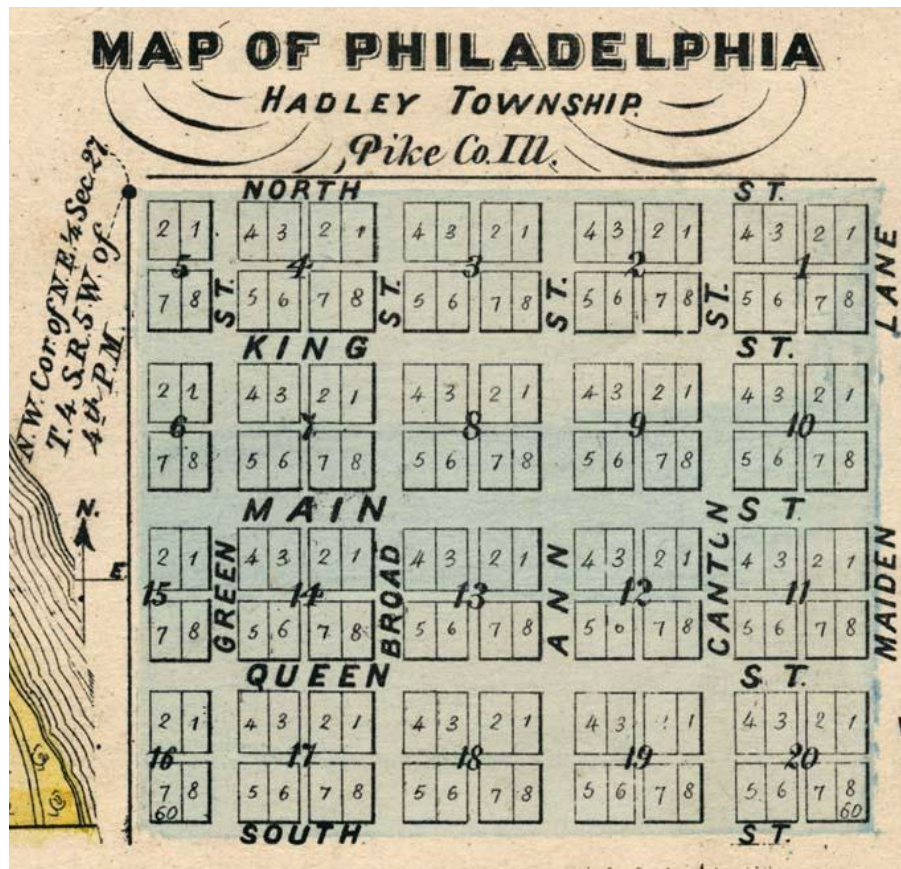 MAP OF PHILADELPHIA
HADLEY TOWNSHIP.
Pike Co. Ill.
N.W. Cor. of N.E. ¼ Sec. 27
T. 4. S. R. 5. W. of
4th P.M.
NORTH ST.
2 1 4 3 2 1 4 3 2 1 4 3 2 1 4 3 2 1
5 4 3 2 1
7 8 5 6 7 8 5 6 7 8 5 6 7 8 5 6 7 8
KING ST.
2 2 4 3 2 1 4 3 2 1 4 3 2 1 4 3 2 1
6 7 8 9 10
7 8 5 6 7 8 5 6 7 8 5 6 7 8 5 6 7 8
MAIN ST
N.
E
2 1 4 3 2 1 4 3 2 1 4 3 2 1 4 3 2 1
15 14 13 12 11
7 8 5 6 7 8 5 6 7 8 5 6 7 8 5 6 7 8
QUEEN ST.
2 1 4 3 2 1 4 3 2 1 4 3 1 4 3 2 1
16 17 18 19 20
7 8 5 6 7 8 5 6 7 8 5 6 7 8 5 6 7 8
60 60
SOUTH ST.
GREEN ST.
BROAD ST.
ANN ST.
CANTON ST.
MAIDEN LANE